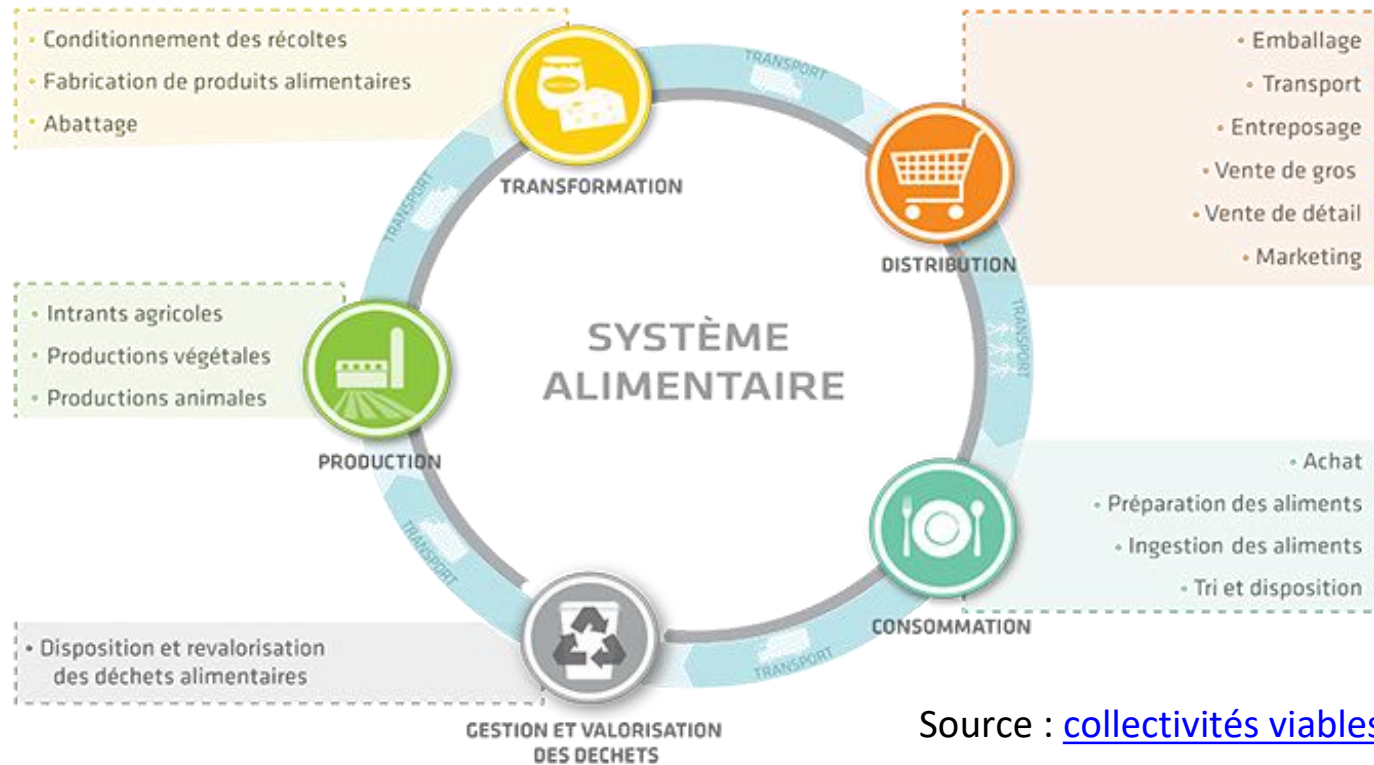 • Conditionnement des récoltes
• Fabrication de produits alimentaires
• Abattage
TRANSFORMATION
TRANSPORT
• Emballage
• Transport
• Entreposage
• Vente de gros
• Vente de détail
• Marketing
DISTRIBUTION
TRANSPORT
TRANSPORT
• Intrants agricoles
• Productions végétales
• Productions animales
PRODUCTION
SYSTÈME
ALIMENTAIRE
• Achat
• Préparation des aliments
• Ingestion des aliments
• Tri et disposition
CONSOMMATION
TRANSPORT
TRANSPORT
• Disposition et revalorisation
des déchets alimentaires
GESTION ET VALORISATION
DES DECHETS
Source : collectivités viables